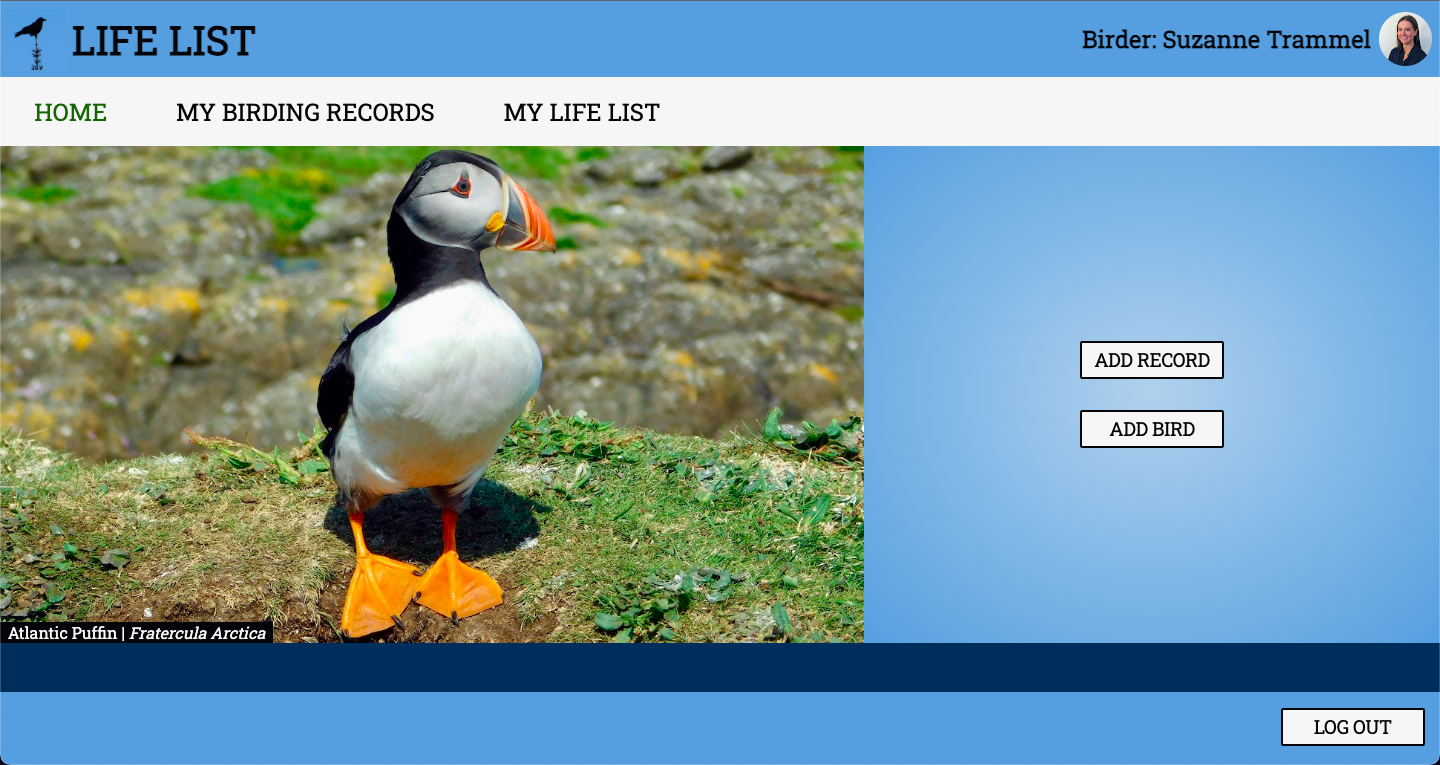 LIFE LIST
Birder: Suzanne Trammel
HOME MY BIRDING RECORDS MY LIFE LIST
ADD RECORD
ADD BIRD
Atlantic Puffin | Fratercula Arctica
LOG OUT